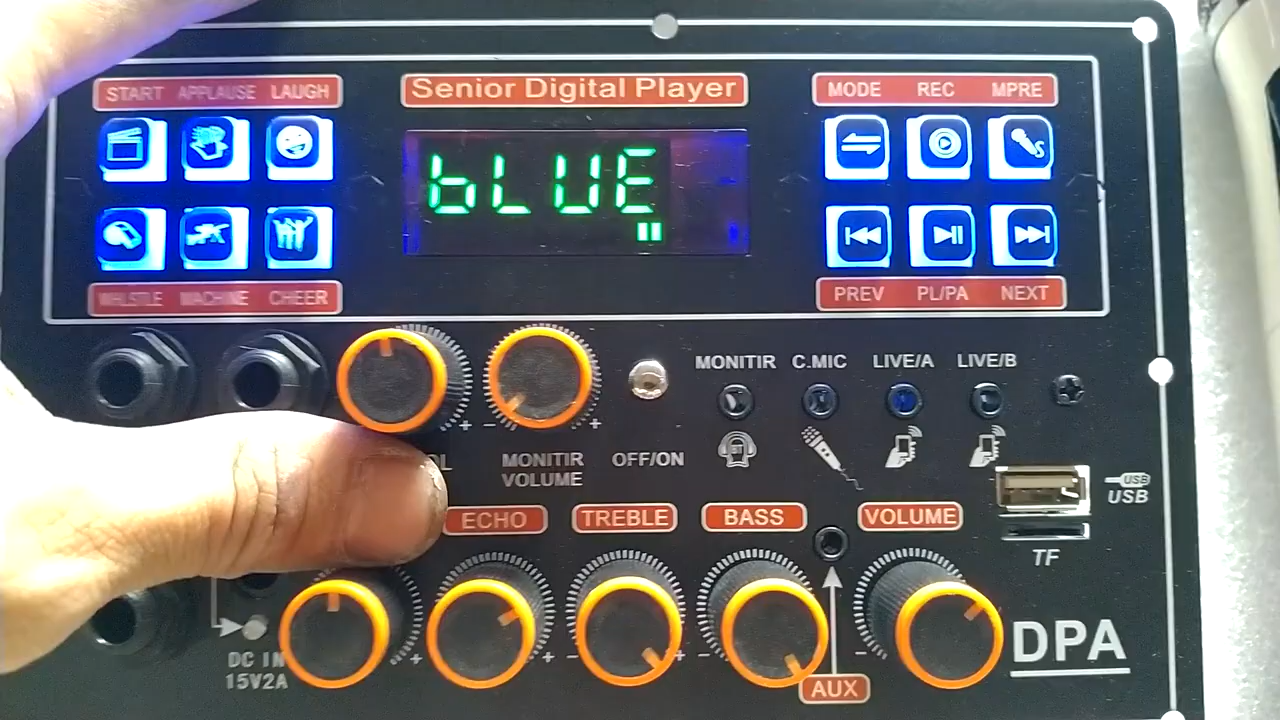 START APPLAUSE LAUGH
Senior Digital Player
MODE REC MPRE
bLUE
WHLSTLE MACHINE CHEER
PREV PL/PA NEXT
MONITIR C.MIC LIVE/A LIVE/B
MONITIR
VOLUME
OFF/ON
USB
USB
ECHO TREBLE BASS VOLUME
TF
DPA
DC IN
15V2A
AUX